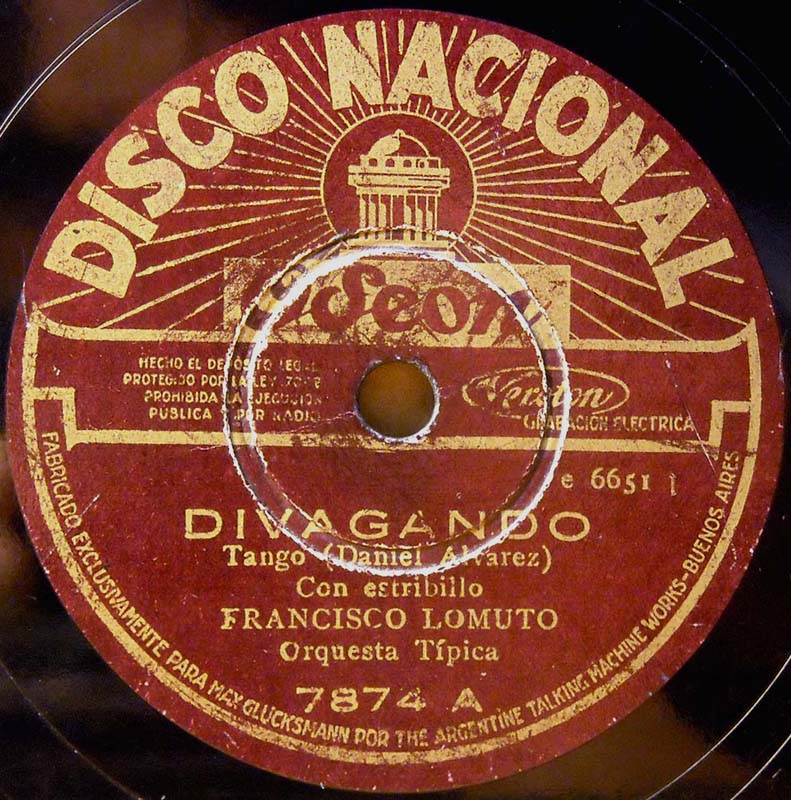 DISCO NACIONAL
Odeon
HECHO EL DEPOSITO LEGAL
PROTEGIDO POR LA LEY 7092
PROHIBIDA LA EJECUCION
PUBLICA Y POR RADIO
GRABACION ELECTRICA
e 6651
DIVAGANDO
Tango (Daniel Alvarez)
Con estribillo
FRANCISCO LOMUTO
Orquesta Típica
7874 A
FABRICADO EXCLUSIVAMENTE PARA MAX GLUCKSMANN POR THE ARGENTINE TALKING MACHINE WORKS-BUENOS AIRES